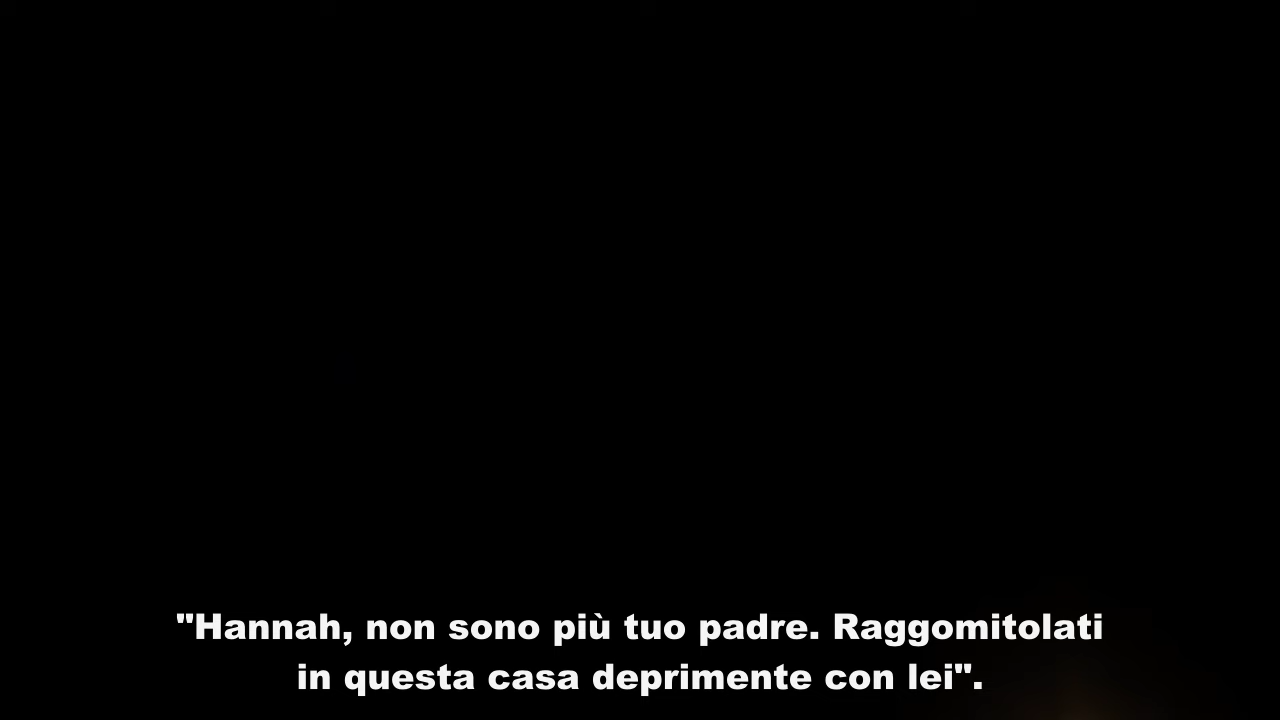 "Hannah, non sono più tuo padre. Raggomitolati
in questa casa deprimente con lei".